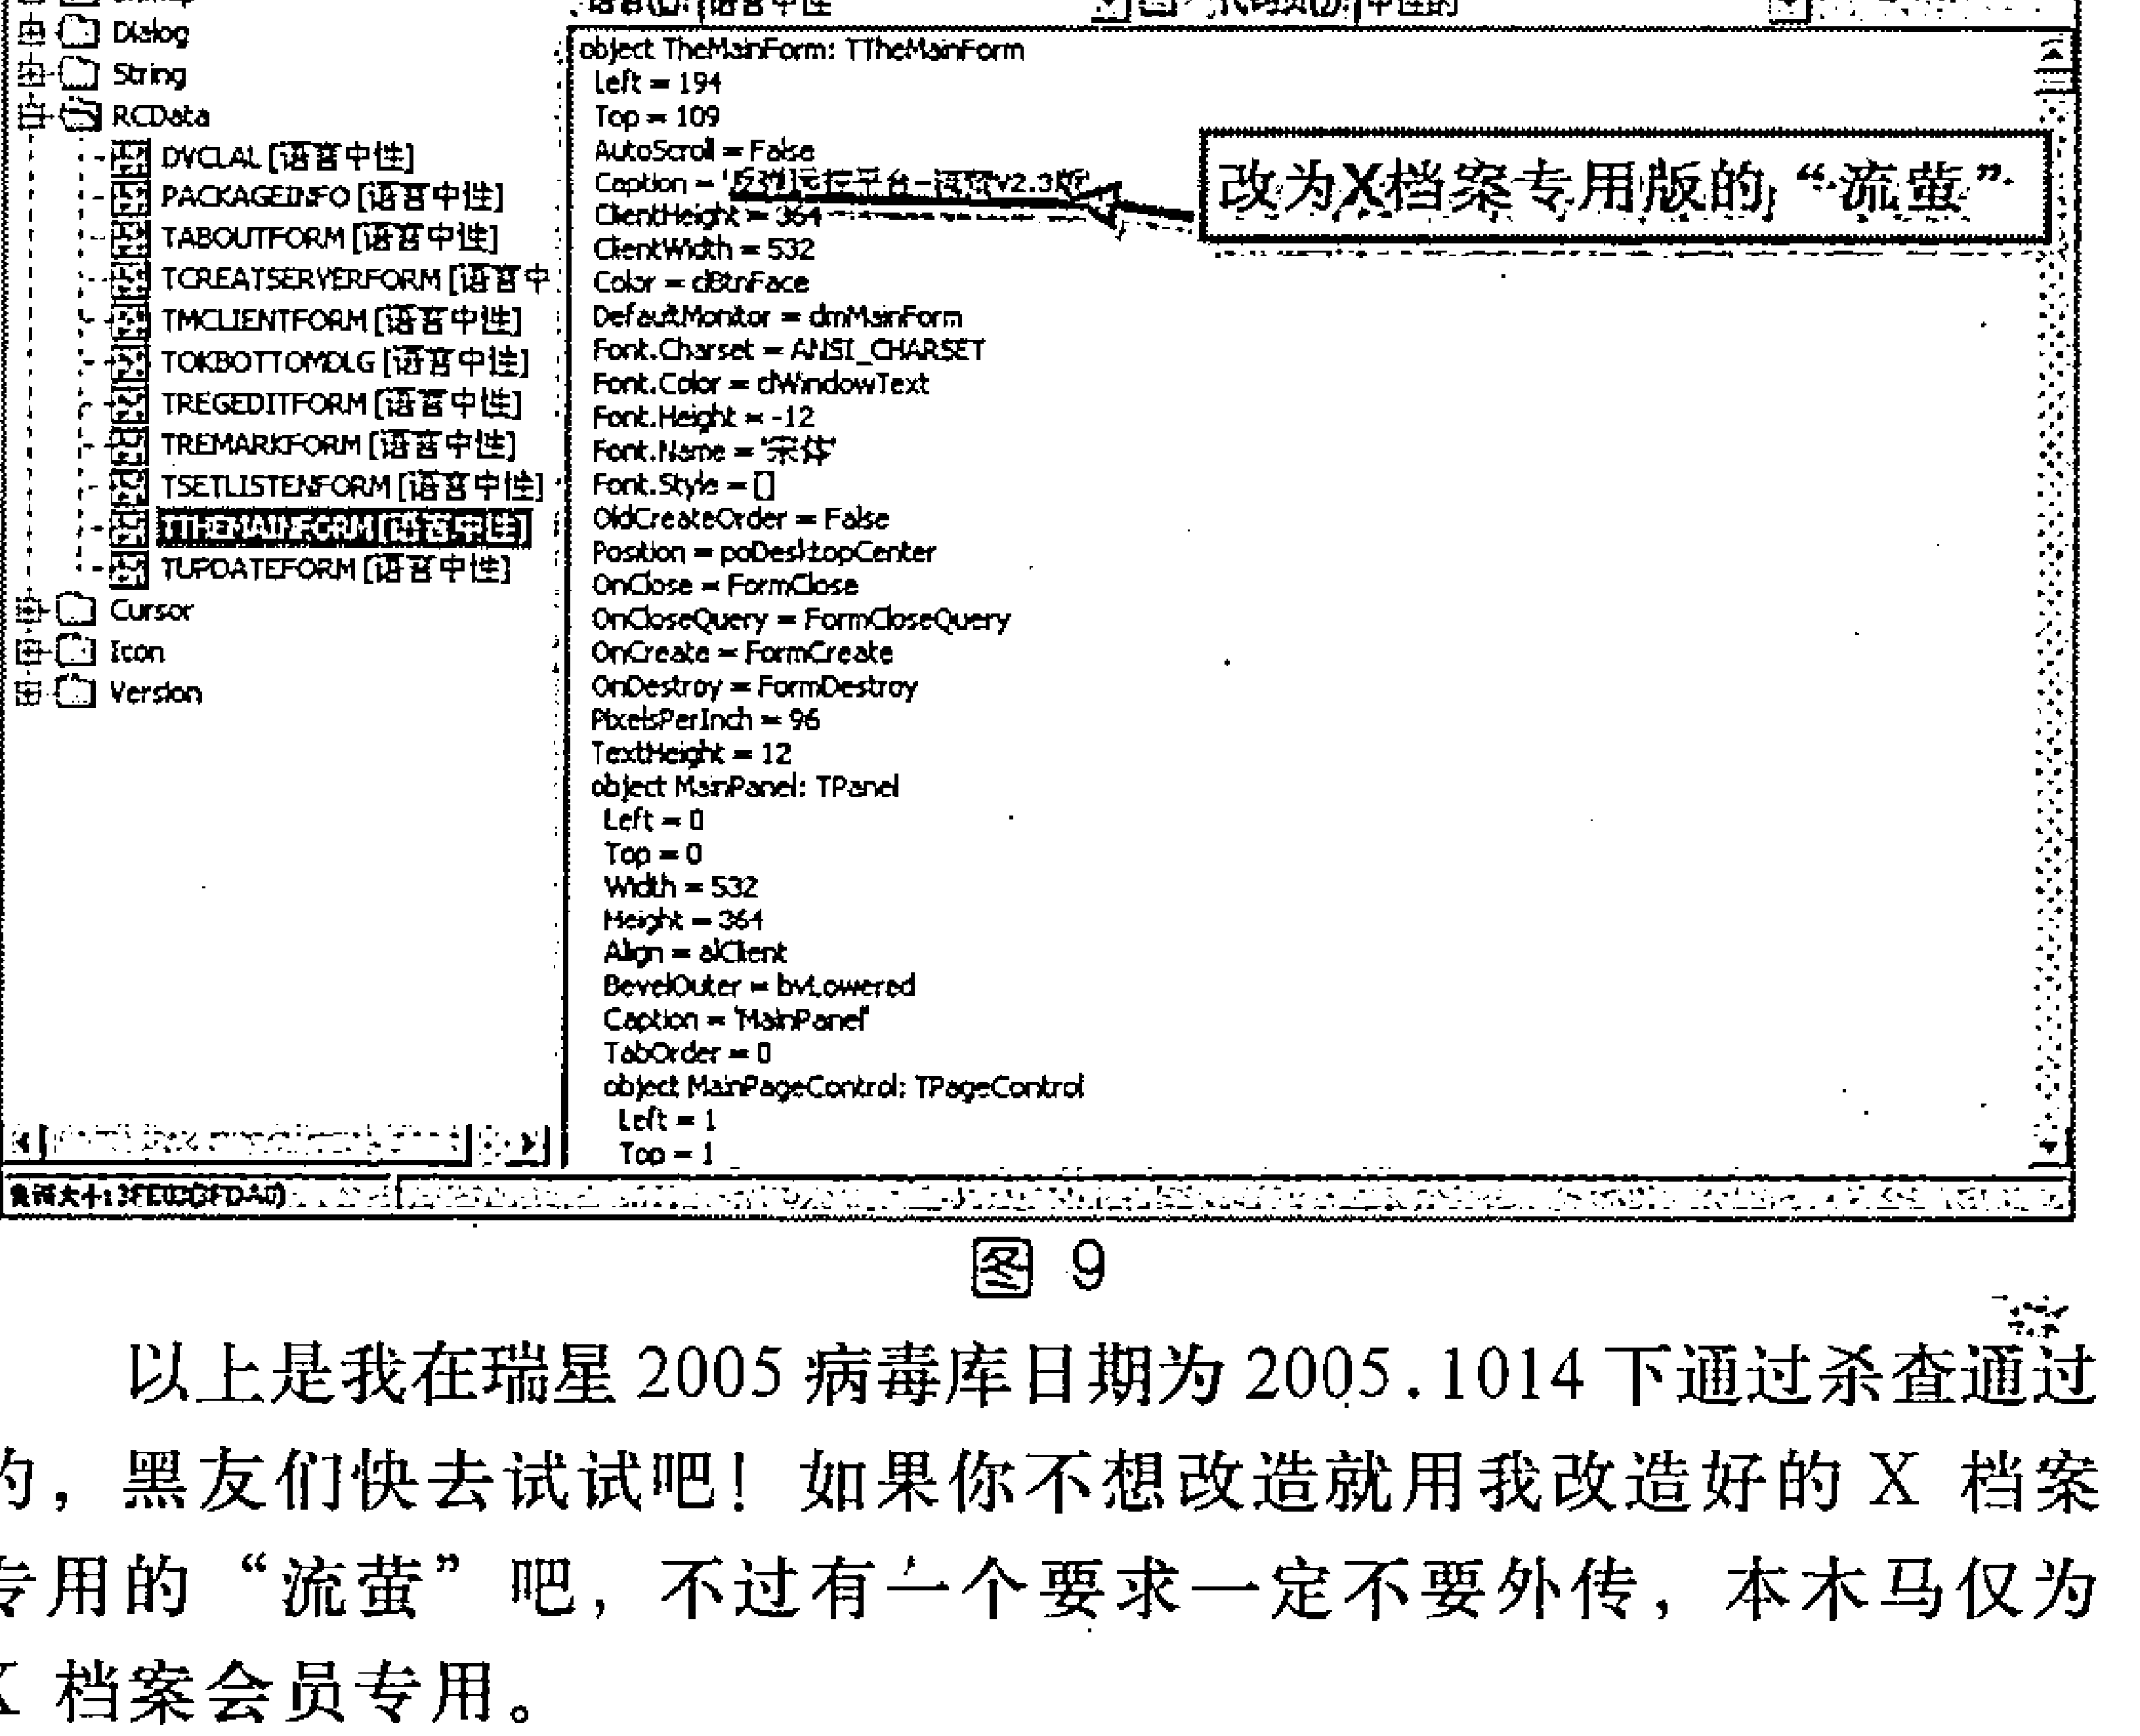 Dialog
String
RCData
DVCLAL [语言中性]
PACKAGEINFO [语言中性]
TABOUTFORM [语言中性]
TCREATSERVERFORM [语言中
TMCLIENTFORM [语言中性]
TOKBOTTOMDLG [语言中性]
TREGEDITFORM [语言中性]
TREMARKFORM [语言中性]
TSETLISTENFORM [语言中性]
TTHEMAINFORM [语言中性]
TUPDATEFORM [语言中性]
Cursor
Icon
Version
object TheMainForm: TTheMainForm
Left = 194
Top = 109
AutoScroll = False
Caption = '
V2.3版
ClientHeight = 364
ClientWidth = 532
Color = clBtnFace
DefaultMonitor = dmMainForm
Font.Charset = ANSI_CHARSET
Font.Color = clWindowText
Font.Height = -12
Font.Name = '宋体'
Font.Style = []
OldCreateOrder = False
Position = poDesktopCenter
OnClose = FormClose
OnCloseQuery = FormCloseQuery
OnCreate = FormCreate
OnDestroy = FormDestroy
PixelsPerInch = 96
TextHeight = 12
object MainPanel: TPanel
Left = 0
Top = 0
Width = 532
Height = 364
Align = alClient
BevelOuter = bvLowered
Caption = 'MainPanel'
TabOrder = 0
object MainPageControl: TPageControl
Left = 1
Top = 1
改为X档案专用版的“流萤”
图 9
以上是我在瑞星 2005 病毒库日期为 2005.1014 下通过杀查通过
的，黑友们快去试试吧！如果你不想改造就用我改造好的 X 档案
专用的“流萤”吧，不过有一个要求一定不要外传，本木马仅为
X 档案会员专用。